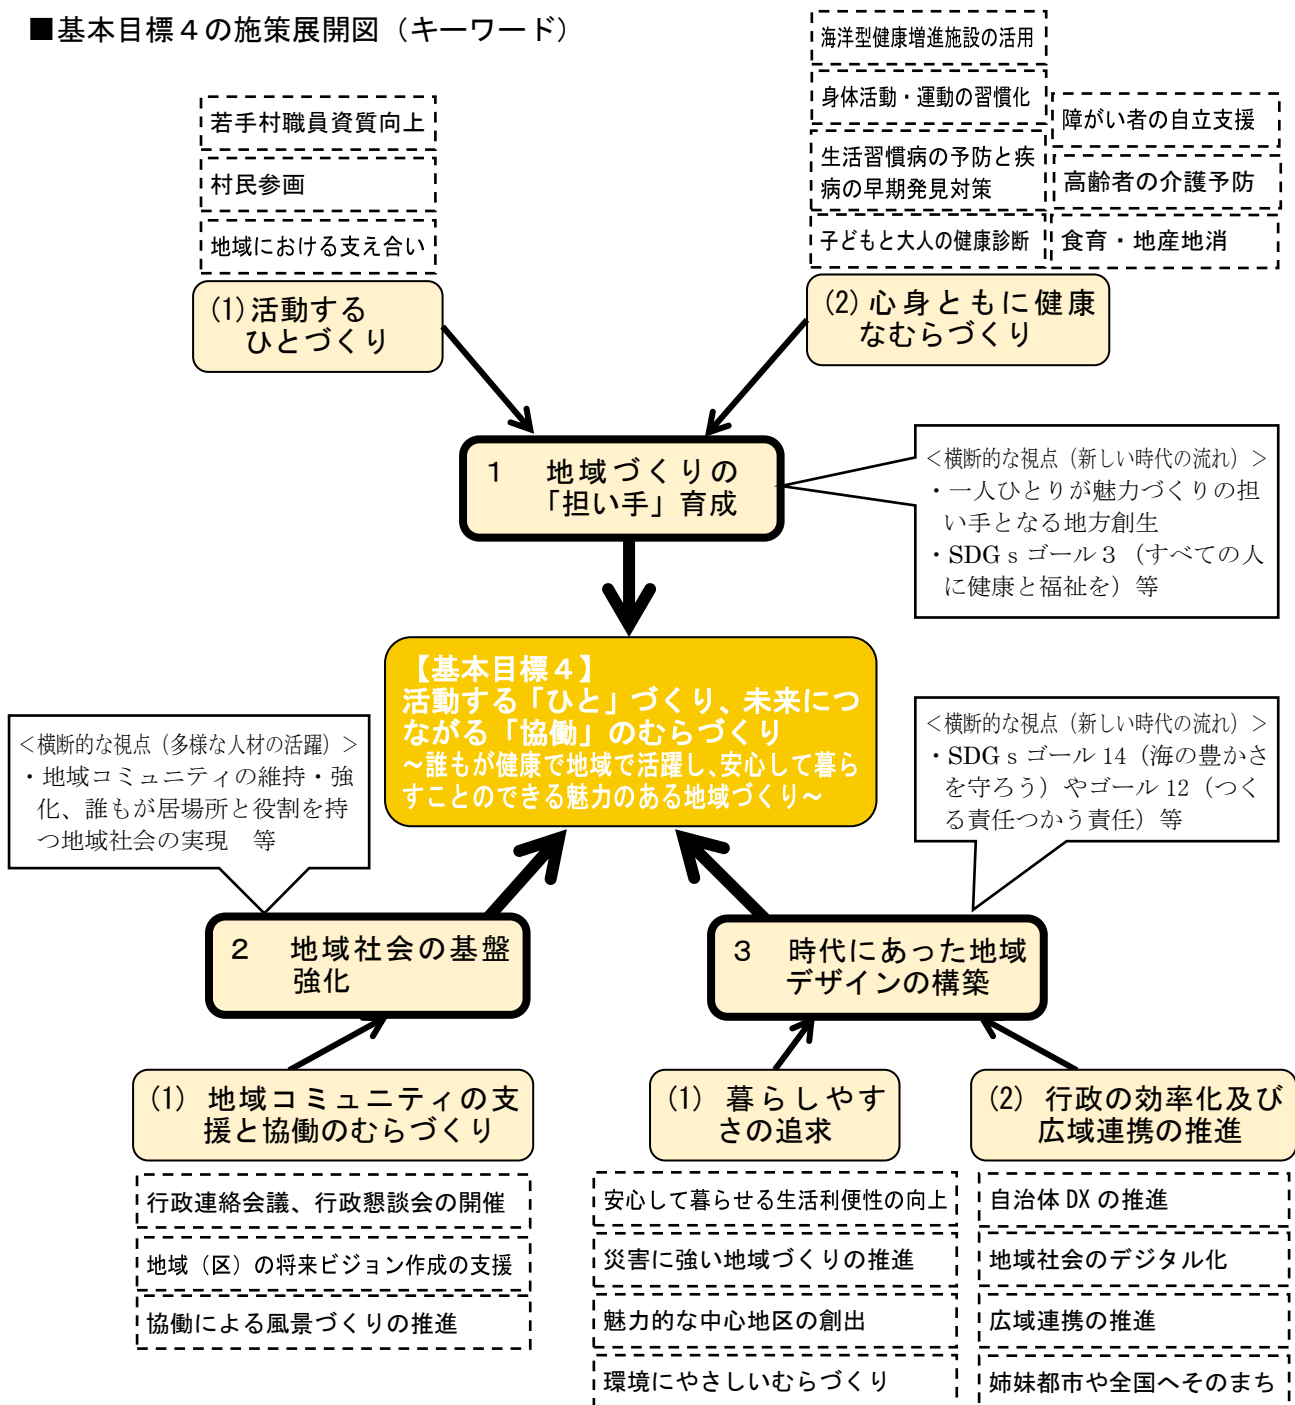 ■基本目標４の施策展開図（キーワード）
若手村職員資質向上
村民参画
地域における支え合い
海洋型健康増進施設の活用
身体活動・運動の習慣化
生活習慣病の予防と疾
病の早期発見対策
子どもと大人の健康診断
障がい者の自立支援
高齢者の介護予防
食育・地産地消
(1)活動する
ひとづくり
(2)心身ともに健康
なむらづくり
１　地域づくりの
「担い手」育成
＜横断的な視点（新しい時代の流れ）＞
・一人ひとりが魅力づくりの担
い手となる地方創生
・SDGｓゴール３（すべての人
に健康と福祉を）等
【基本目標４】
活動する「ひと」づくり、未来につ
ながる「協働」のむらづくり
～誰もが健康で地域で活躍し、安心して暮ら
すことのできる魅力のある地域づくり～
＜横断的な視点（多様な人材の活躍）＞
・地域コミュニティの維持・強
化、誰もが居場所と役割を持
つ地域社会の実現　等
＜横断的な視点（新しい時代の流れ）＞
・SDGｓゴール 14（海の豊かさ
を守ろう）やゴール 12（つく
る責任つかう責任）等
２　地域社会の基盤
強化
３　時代にあった地域
デザインの構築
(1) 地域コミュニティの支
援と協働のむらづくり
(1) 暮らしやす
さの追求
(2) 行政の効率化及び
広域連携の推進
行政連絡会議、行政懇談会の開催
地域（区）の将来ビジョン作成の支援
協働による風景づくりの推進
安心して暮らせる生活利便性の向上
災害に強い地域づくりの推進
魅力的な中心地区の創出
環境にやさしいむらづくり
自治体 DX の推進
地域社会のデジタル化
広域連携の推進
姉妹都市や全国へそのまち